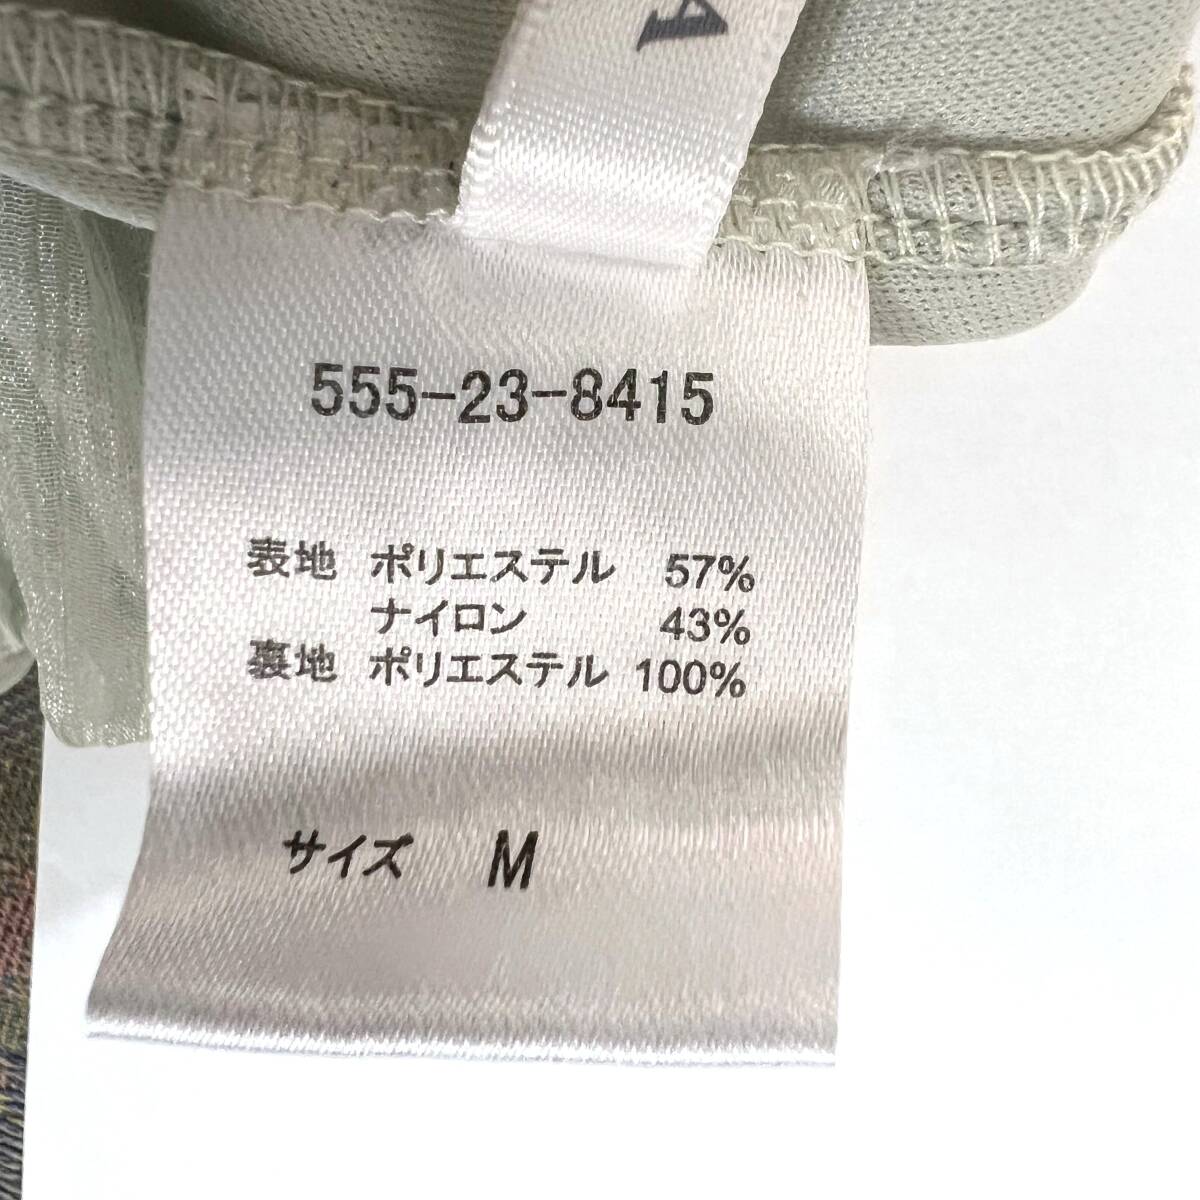 555-23-8415
表地 ポリエステル 57%
ナイロン 43%
裏地 ポリエステル 100%
サイズ M